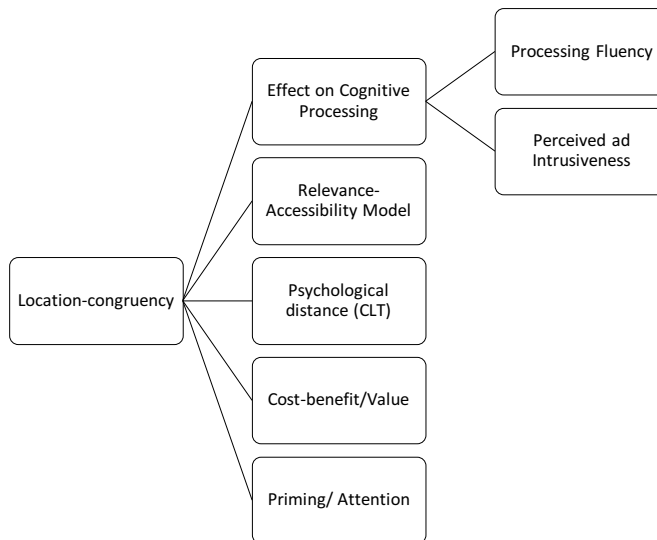 Processing Fluency
Effect on Cognitive
Processing
Perceived ad
Intrusiveness
Relevance-
Accessibility Model
Location-congruency
Psychological
distance (CLT)
Cost-benefit/Value
Priming/ Attention